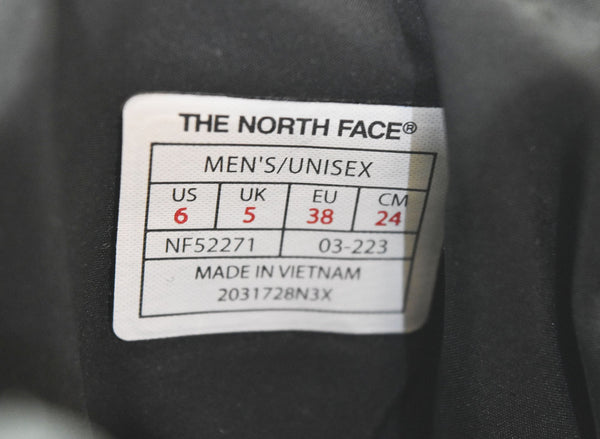 THE NORTH FACE®
MEN'S/UNISEX
US UK EU CM
6 5 38 24
NF52271 03-223
MADE IN VIETNAM
2031728N3X